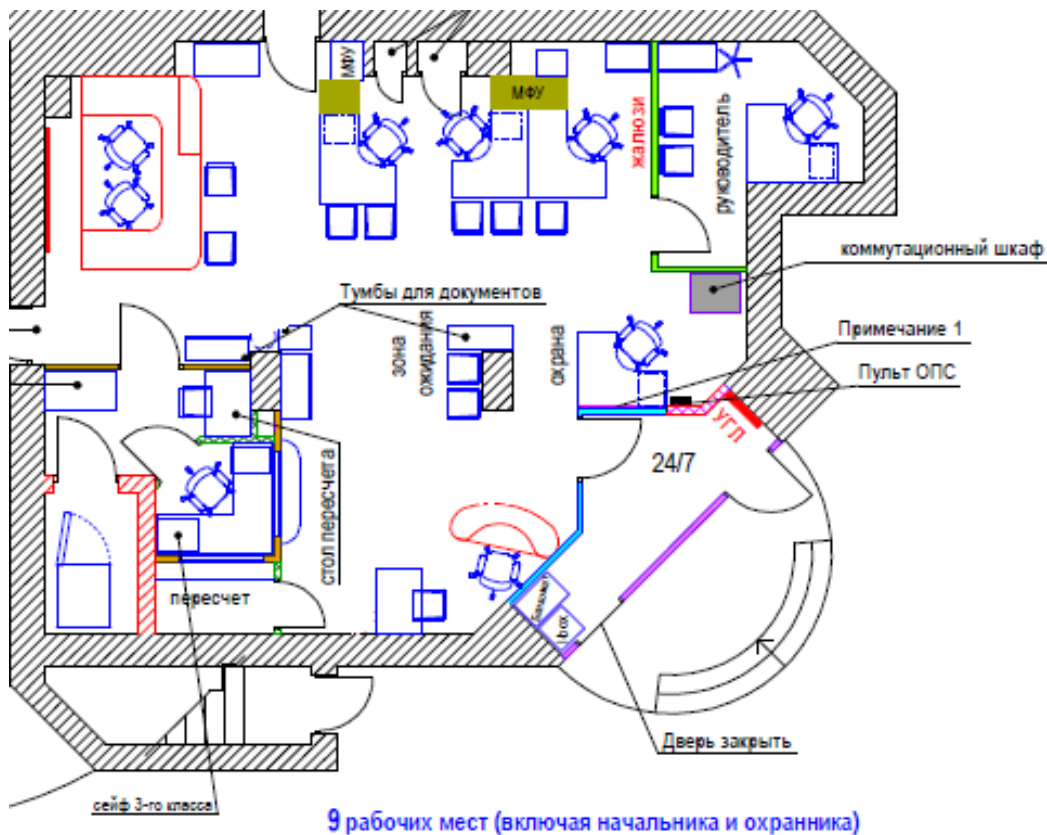 МФУ
МФУ
жалюзи
руководитель
коммутационный шкаф
Тумбы для документов
зона
ожидания
охрана
Примечание 1
Пульт ОПС
УГЛ
24/7
стол пересчета
пересчет
Банкомат
I-box
Дверь закрыть
сейф 3-го класса
9 рабочих мест (включая начальника и охранника)